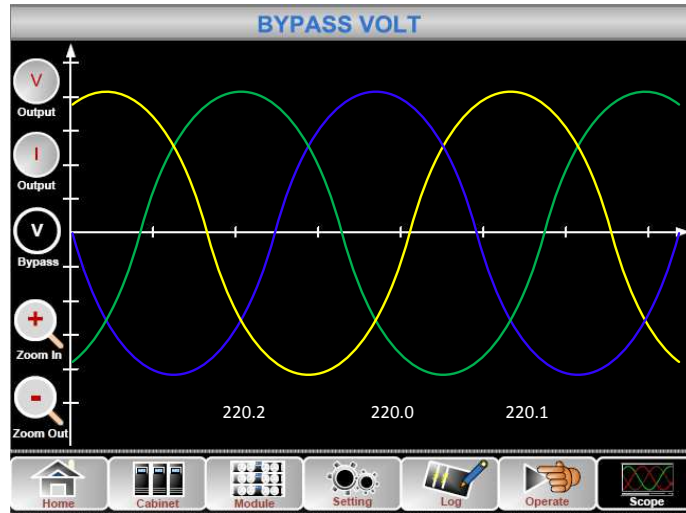 BYPASS VOLT
V
Output
I
Output
V
Bypass
+
Zoom In
-
Zoom Out
220.2 220.0 220.1
Home Cabinet Module Setting Log Operate Scope